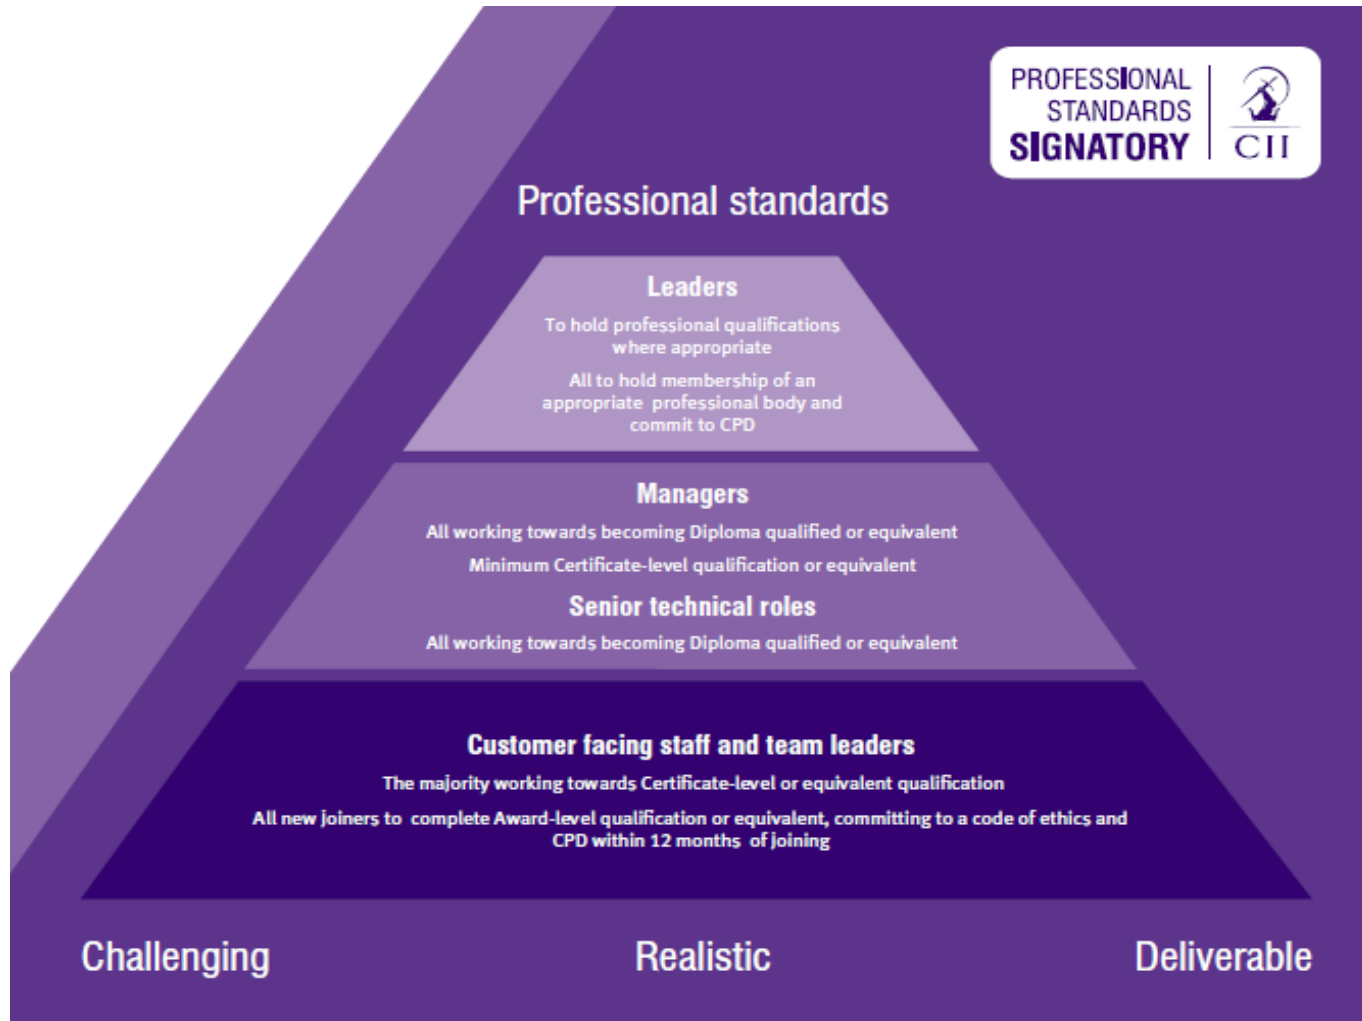 PROFESSIONAL
STANDARDS
SIGNATORY
CII
Professional standards
Leaders
To hold professional qualifications
where appropriate
All to hold membership of an
appropriate professional body and
commit to CPD
Managers
All working towards becoming Diploma qualified or equivalent
Minimum Certificate-level qualification or equivalent
Senior technical roles
All working towards becoming Diploma qualified or equivalent
Customer facing staff and team leaders
The majority working towards Certificate-level or equivalent qualification
All new joiners to complete Award-level qualification or equivalent, committing to a code of ethics and
CPD within 12 months of joining
Challenging
Realistic
Deliverable